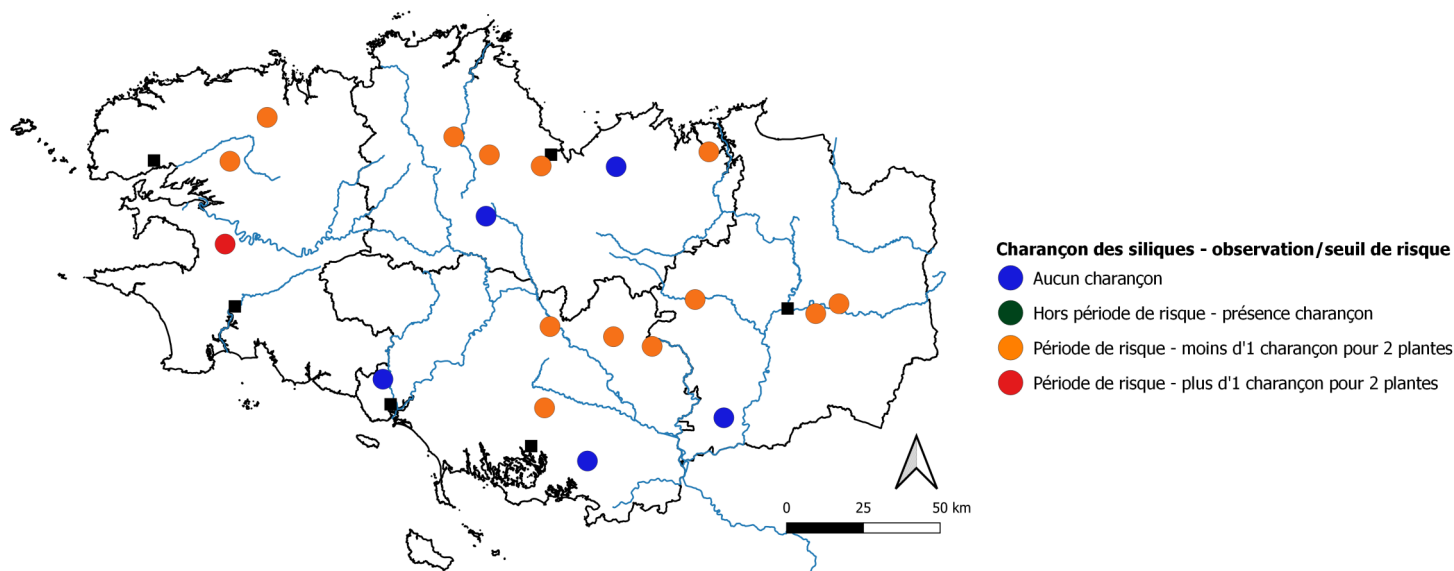 Charançon des siliques - observation/seuil de risque
Aucun charançon
Hors période de risque - présence charançon
Période de risque - moins d'1 charançon pour 2 plantes
Période de risque - plus d'1 charançon pour 2 plantes
0 25 50 km